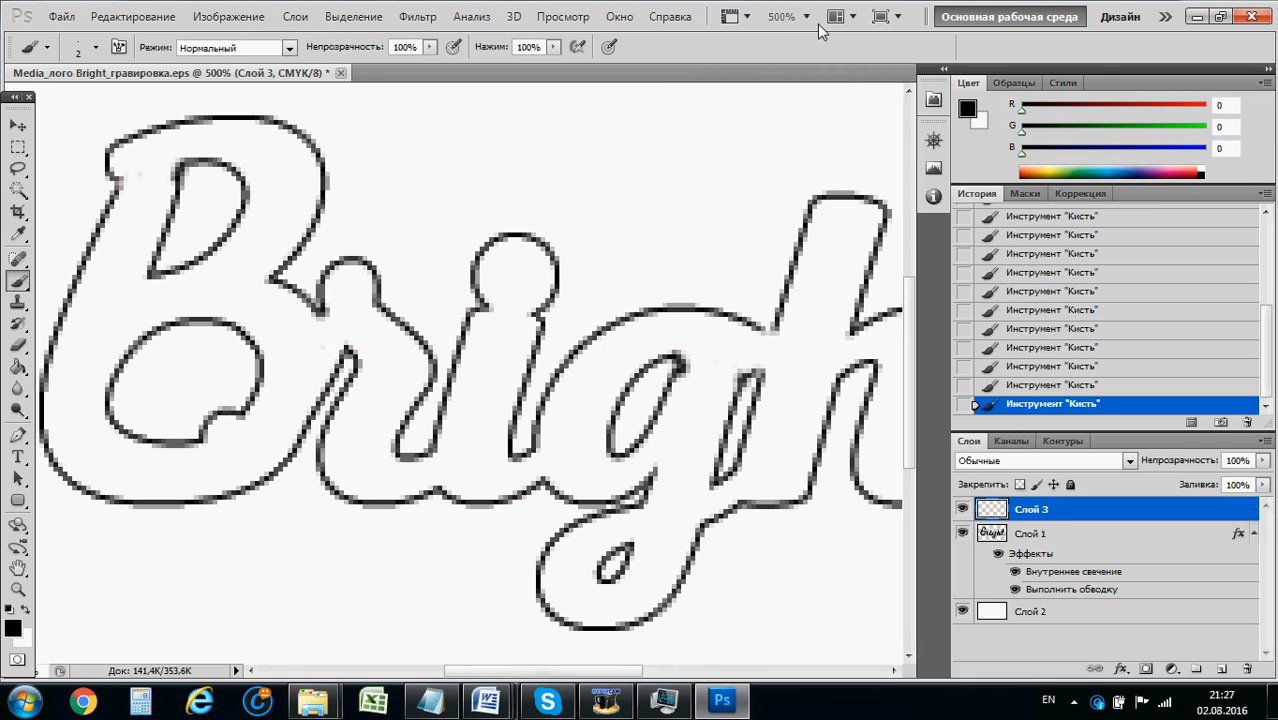 Ps Файл Редактирование Изображение Слои Выделение Фильтр Анализ 3D Просмотр Окно Справка 500% Основная рабочая среда Дизайн
2 Режим: Нормальный Непрозрачность: 100% Нажим: 100%
Media_лого Bright_гравировка.eps @ 500% (Слой 3, CMYK/8) *
Цвет Образцы Стили
R 0
G 0
B 0
История Маски Коррекция
Инструмент "Кисть"
Инструмент "Кисть"
Инструмент "Кисть"
Инструмент "Кисть"
Инструмент "Кисть"
Инструмент "Кисть"
Инструмент "Кисть"
Инструмент "Кисть"
Инструмент "Кисть"
Инструмент "Кисть"
Инструмент "Кисть"
Bright
Слои Каналы Контуры
Обычные Непрозрачность: 100%
Закрепить: Заливка: 100%
Слой 3
Bright Слой 1 fx
Эффекты
Внутреннее свечение
Выполнить обводку
Слой 2
Док: 141,4K/353,6K
EN 21:27
02.08.2016